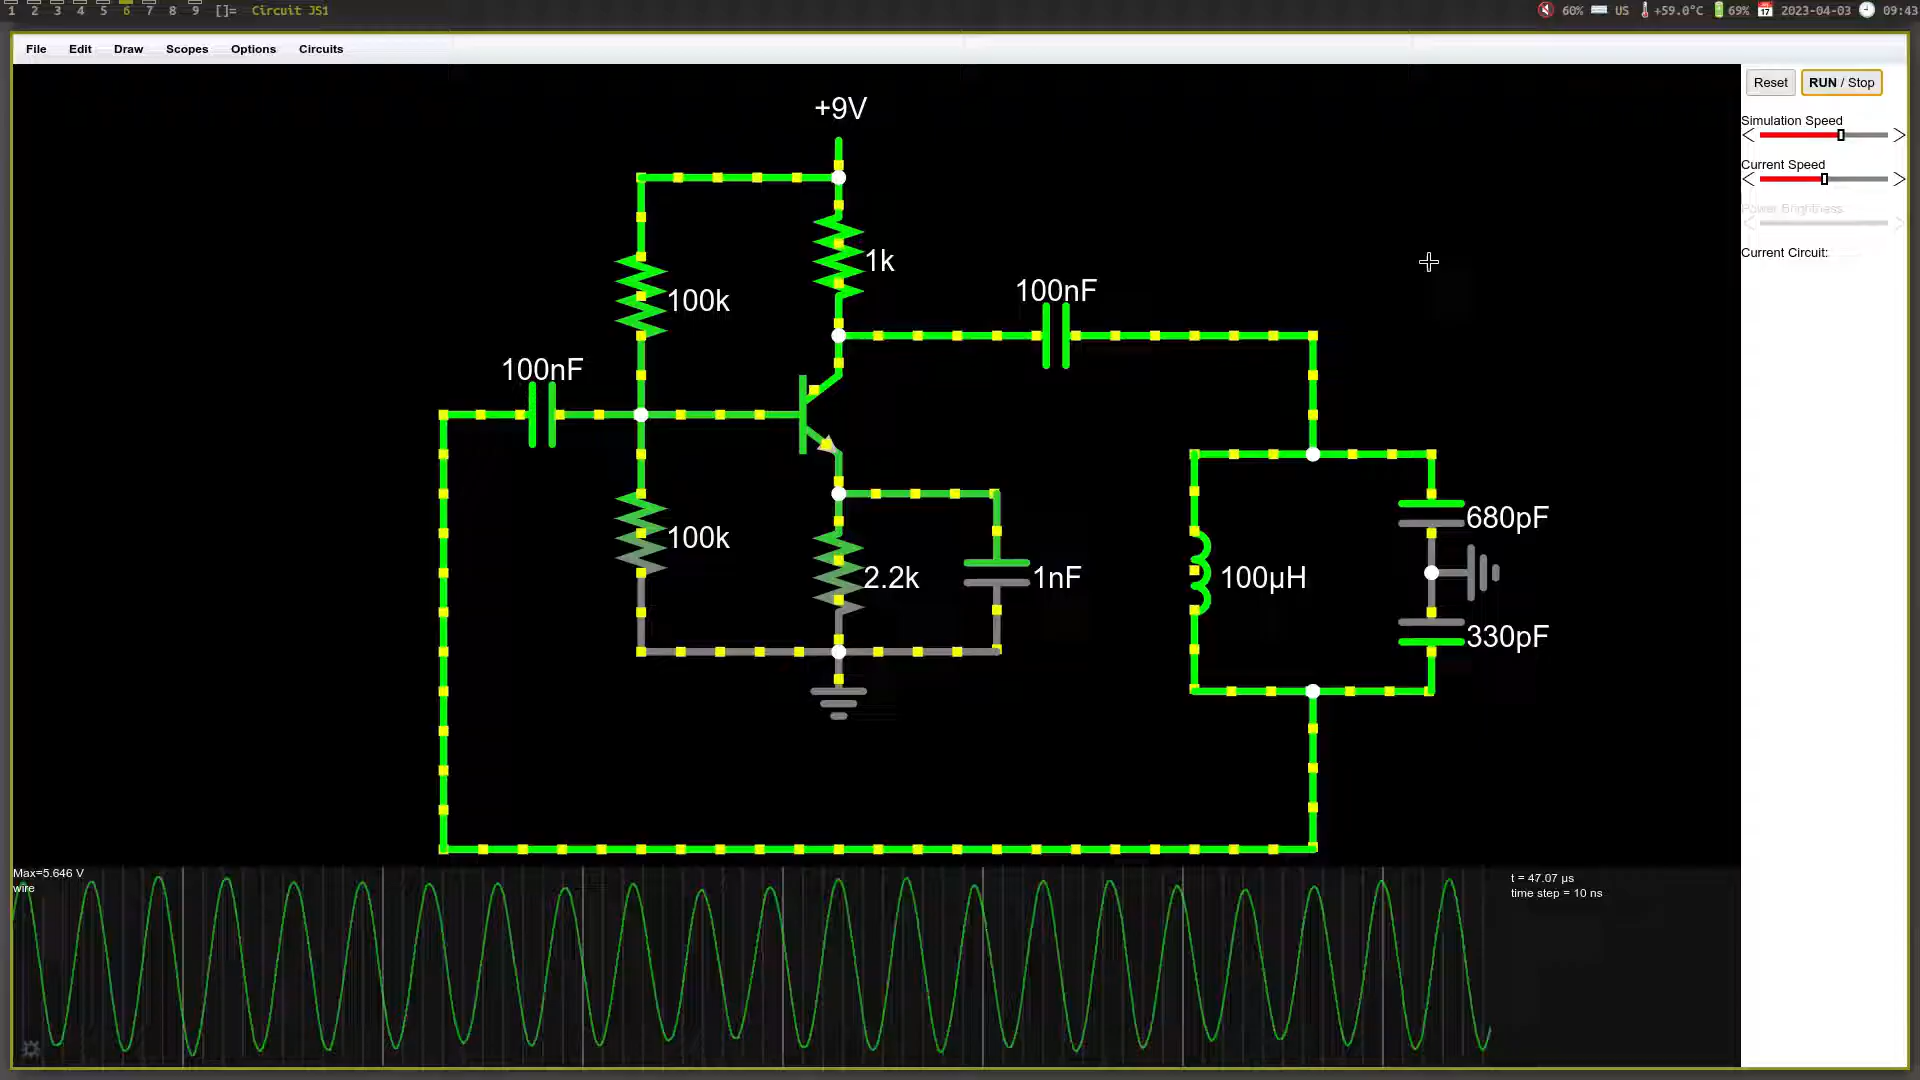 1 2 3 4 5 6 7 8 9 []= Circuit JS1 60% US +59.0°C 69% 2023-04-03 09:43
File Edit Draw Scopes Options Circuits
Reset RUN / Stop
Simulation Speed
Current Speed
Power Brightness
Current Circuit:
+9V
1k
100k
100nF
100nF
100k
2.2k
1nF
100μH
680pF
330pF
Max=5.646 V
wire
t = 47.07 μs
time step = 10 ns